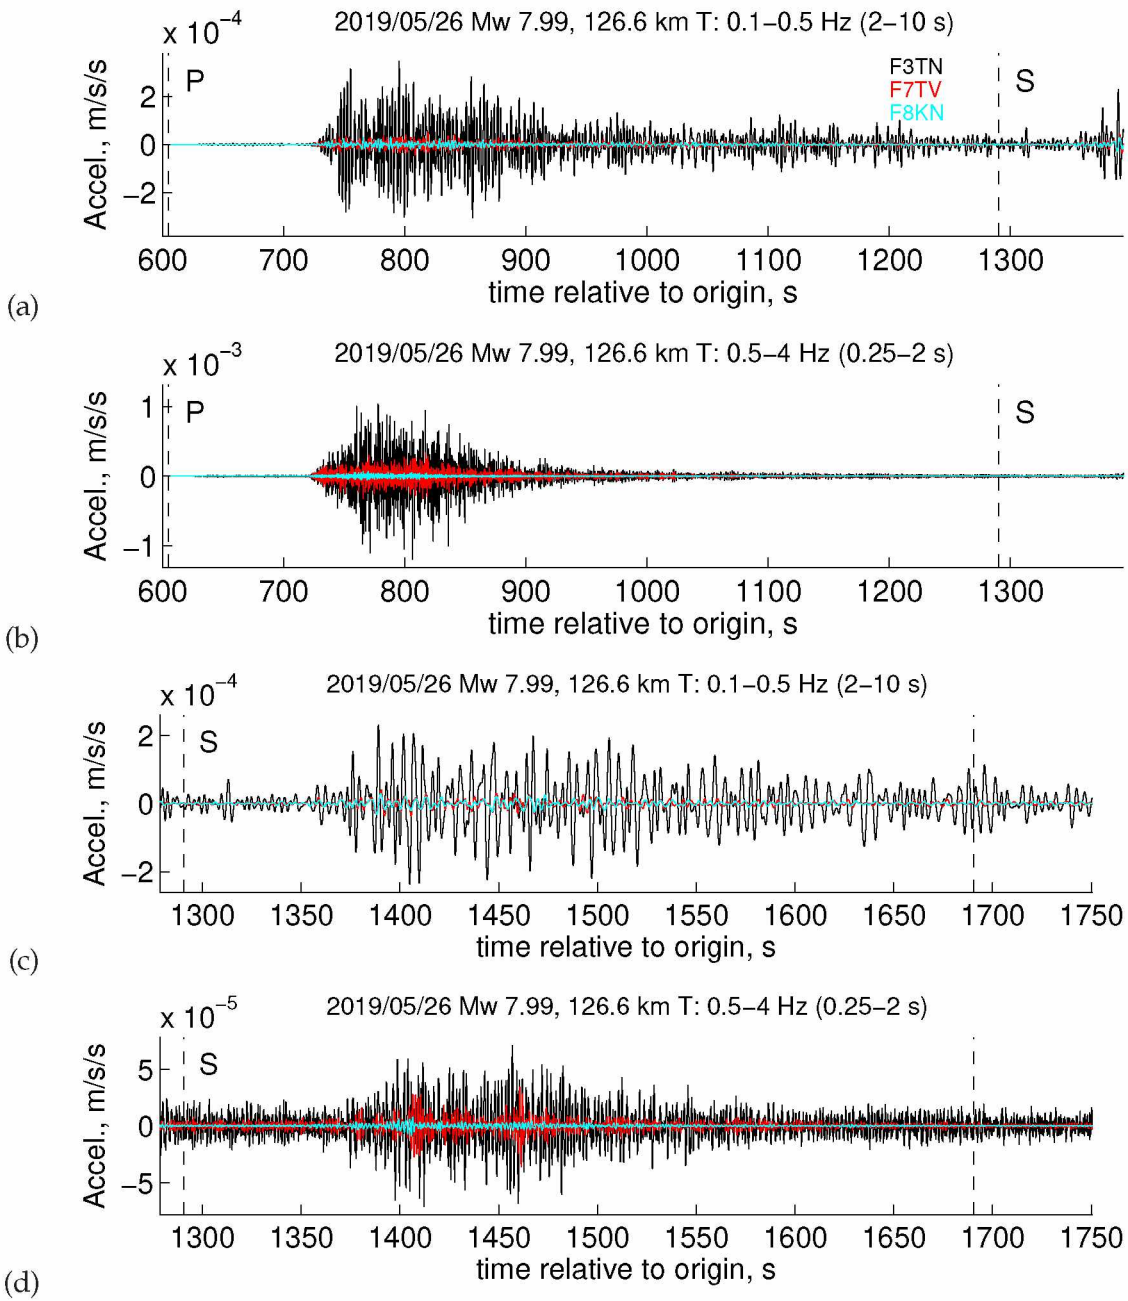 x 10−4 2019/05/26 Mw 7.99, 126.6 km T: 0.1−0.5 Hz (2−10 s)
P
F3TN
F7TV
F8KN
S
Accel., m/s/s
2
0
−2
600 700 800 900 1000 1100 1200 1300
time relative to origin, s
(a)
x 10−3 2019/05/26 Mw 7.99, 126.6 km T: 0.5−4 Hz (0.25−2 s)
P S
Accel., m/s/s
1
0
−1
600 700 800 900 1000 1100 1200 1300
time relative to origin, s
(b)
x 10−4 2019/05/26 Mw 7.99, 126.6 km T: 0.1−0.5 Hz (2−10 s)
S
Accel., m/s/s
2
0
−2
1300 1350 1400 1450 1500 1550 1600 1650 1700 1750
time relative to origin, s
(c)
x 10−5 2019/05/26 Mw 7.99, 126.6 km T: 0.5−4 Hz (0.25−2 s)
S
Accel., m/s/s
5
0
−5
1300 1350 1400 1450 1500 1550 1600 1650 1700 1750
time relative to origin, s
(d)